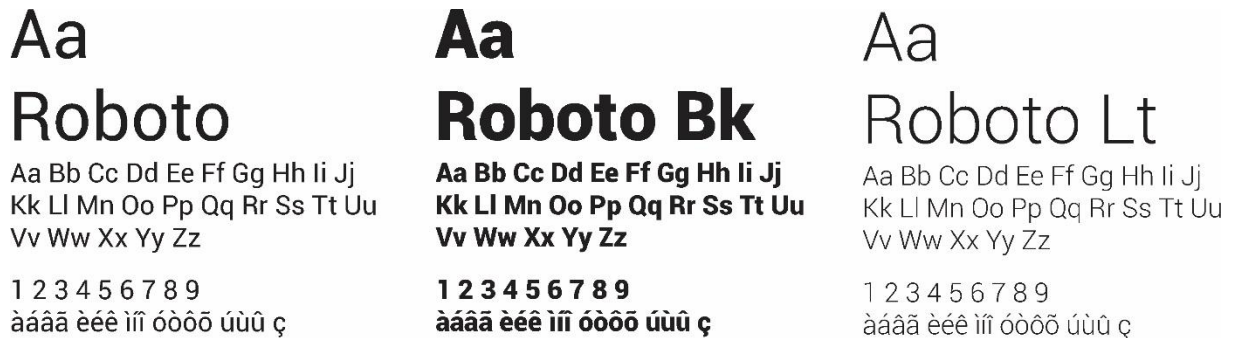 Aa
Roboto
Aa Bb Cc Dd Ee Ff Gg Hh Ii Jj
Kk Ll Mn Oo Pp Qq Rr Ss Tt Uu
Vv Ww Xx Yy Zz
1 2 3 4 5 6 7 8 9
àáâã èéê ìíî óòôõ úùû ç
Aa
Roboto Bk
Aa Bb Cc Dd Ee Ff Gg Hh Ii Jj
Kk Ll Mn Oo Pp Qq Rr Ss Tt Uu
Vv Ww Xx Yy Zz
1 2 3 4 5 6 7 8 9
àáâã èéê ìíî óòôõ úùû ç
Aa
Roboto Lt
Aa Bb Cc Dd Ee Ff Gg Hh Ii Jj
Kk Ll Mn Oo Pp Qq Rr Ss Tt Uu
Vv Ww Xx Yy Zz
1 2 3 4 5 6 7 8 9
àáâã èéê ìíî óòôõ úùû ç